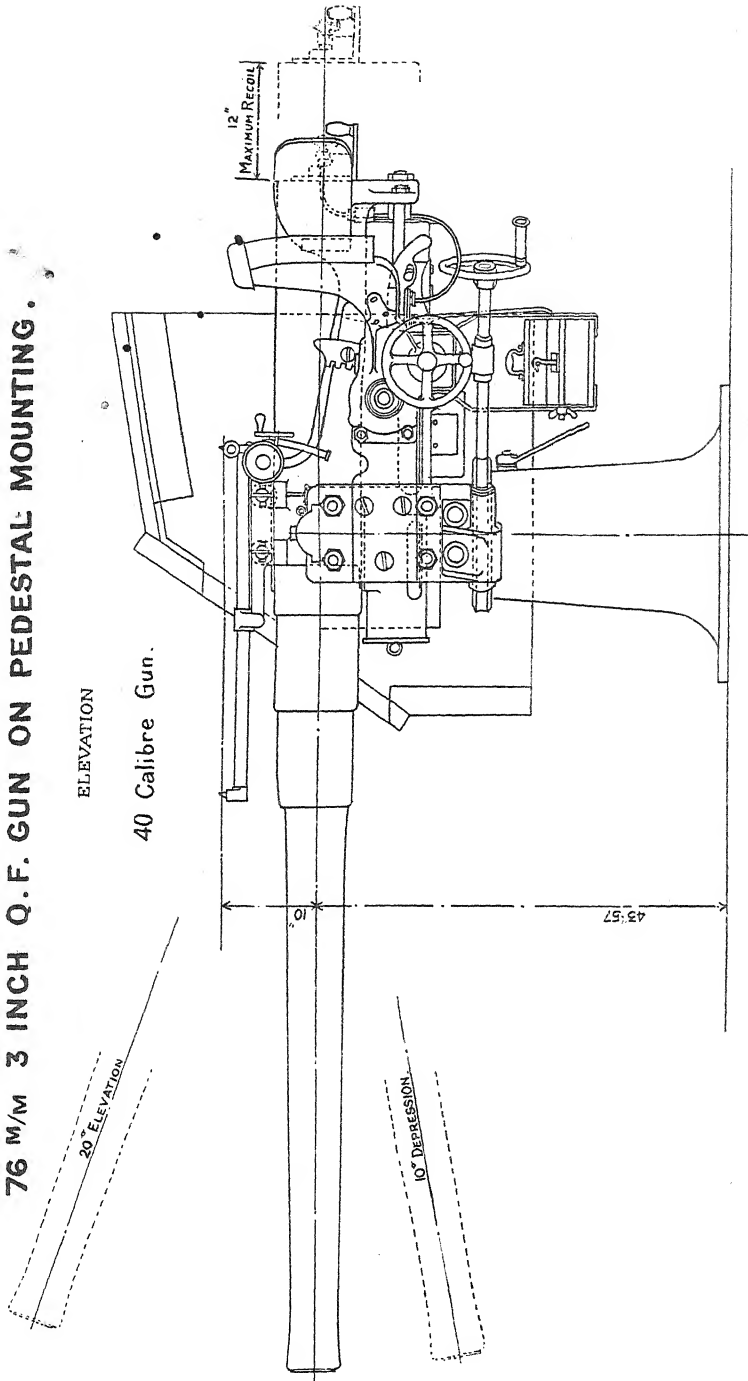 76 M/M 3 INCH Q.F. GUN ON PEDESTAL MOUNTING.
ELEVATION
40 Calibre Gun.
12"
MAXIMUM RECOIL
20° ELEVATION
10"
10° DEPRESSION.
43"·57